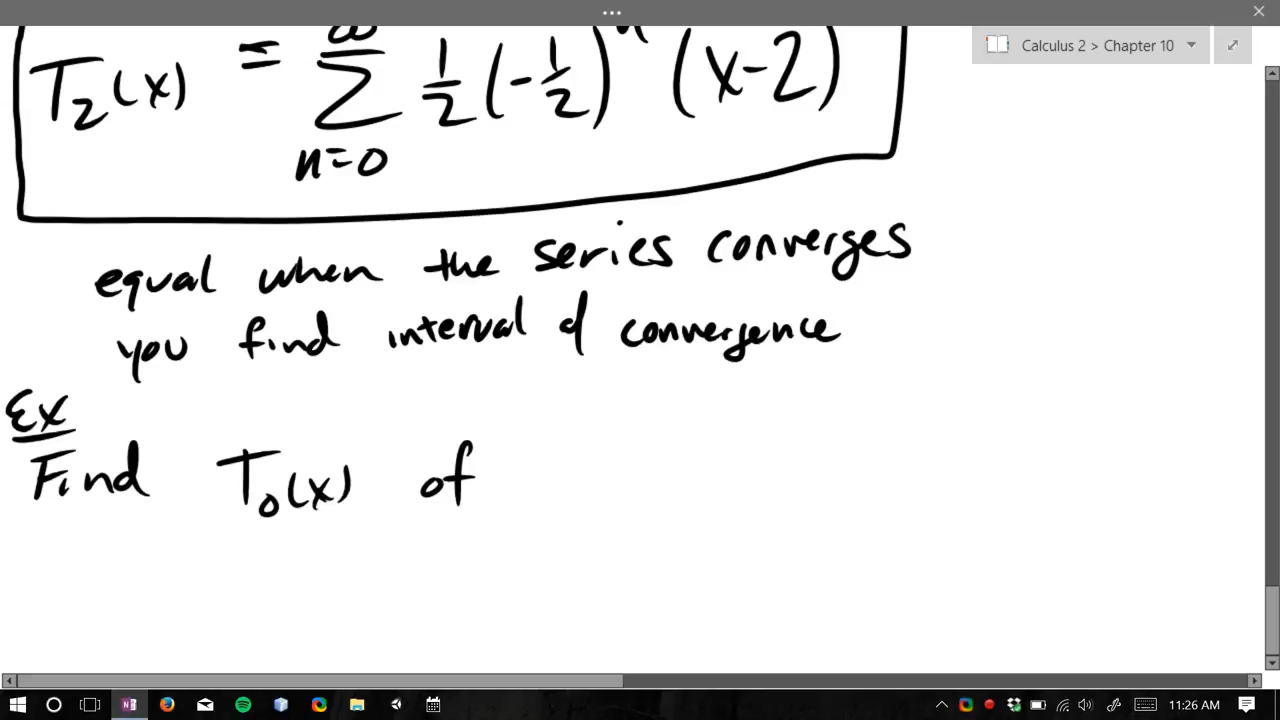 Calculus 2 > Chapter 10
T₂(x) = ∞∑n=0 1/2 (-1/2)ⁿ (x-2)
equal when the series converges
you find interval of convergence
Ex
Find T₀(x) of
11:26 AM